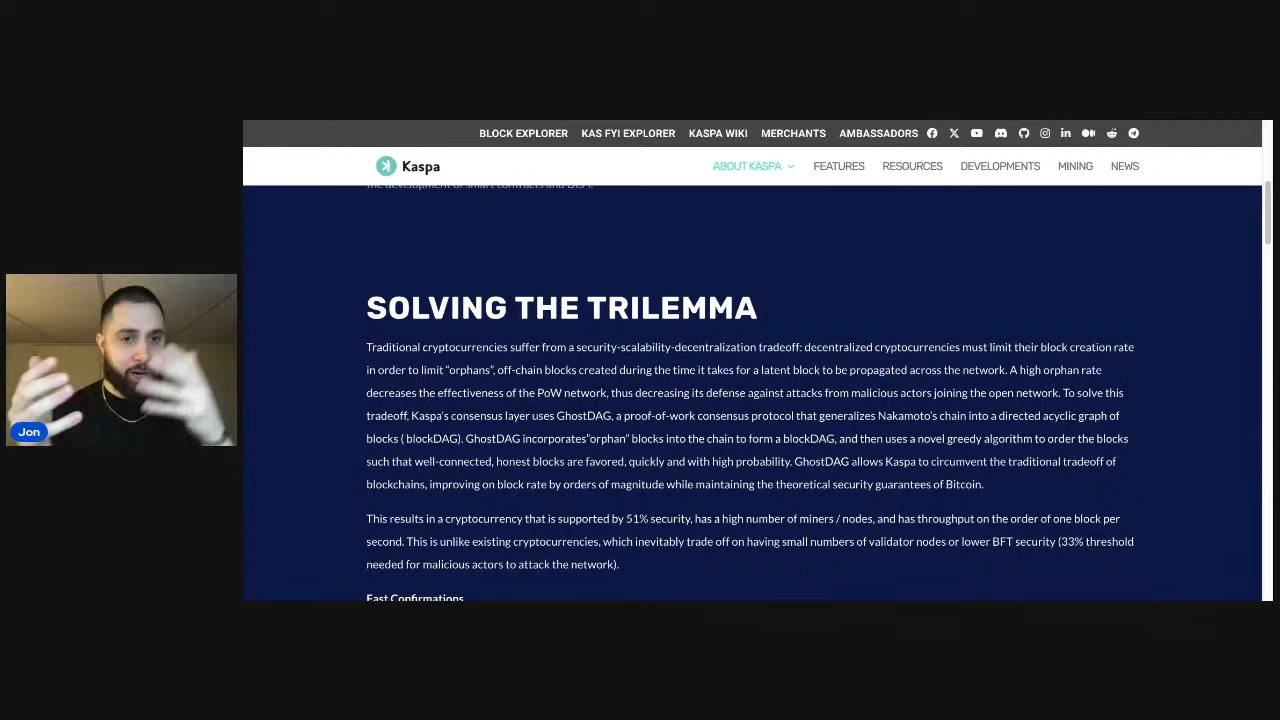 BLOCK EXPLORER KAS FYI EXPLORER KASPA WIKI MERCHANTS AMBASSADORS
Kaspa
ABOUT KASPA FEATURES RESOURCES DEVELOPMENTS MINING NEWS
the development of smart contracts and DeFi.
SOLVING THE TRILEMMA
Traditional cryptocurrencies suffer from a security-scalability-decentralization tradeoff: decentralized cryptocurrencies must limit their block creation rate
in order to limit “orphans”, off-chain blocks created during the time it takes for a latent block to be propagated across the network. A high orphan rate
decreases the effectiveness of the PoW network, thus decreasing its defense against attacks from malicious actors joining the open network. To solve this
tradeoff, Kaspa’s consensus layer uses GhostDAG, a proof-of-work consensus protocol that generalizes Nakamoto’s chain into a directed acyclic graph of
blocks ( blockDAG). GhostDAG incorporates“orphan” blocks into the chain to form a blockDAG, and then uses a novel greedy algorithm to order the blocks
such that well-connected, honest blocks are favored, quickly and with high probability. GhostDAG allows Kaspa to circumvent the traditional tradeoff of
blockchains, improving on block rate by orders of magnitude while maintaining the theoretical security guarantees of Bitcoin.
This results in a cryptocurrency that is supported by 51% security, has a high number of miners / nodes, and has throughput on the order of one block per
second. This is unlike existing cryptocurrencies, which inevitably trade off on having small numbers of validator nodes or lower BFT security (33% threshold
needed for malicious actors to attack the network).
Fast Confirmations
Jon